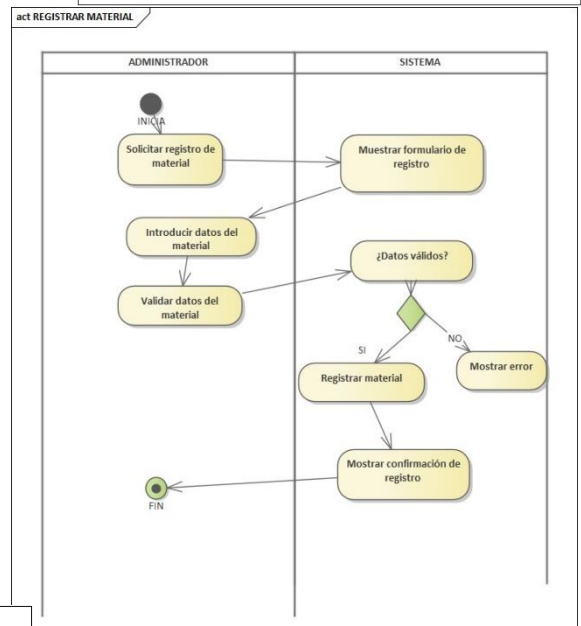 act REGISTRAR MATERIAL
ADMINISTRADOR
SISTEMA
INICIA
Solicitar registro de
material
Muestrar formulario de
registro
Introducir datos del
material
¿Datos válidos?
Validar datos del
material
SI
NO
Registrar material
Mostrar error
Mostrar confirmación de
registro
FIN